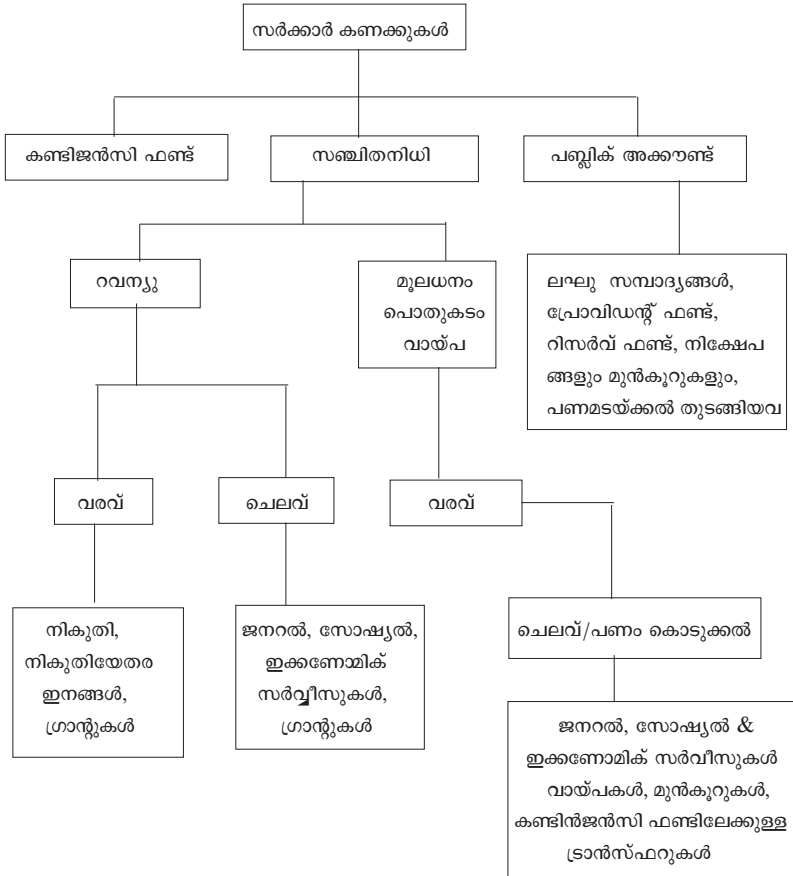 സർക്കാർ കണക്കുകൾ
കണ്ടിജൻസി ഫണ്ട്
സഞ്ചിതനിധി
പബ്ലിക് അക്കൗണ്ട്
റവന്യു
മൂലധനം
പൊതുകടം
വായ്പ
ലഘു സമ്പാദ്യങ്ങൾ,
പ്രോവിഡന്റ് ഫണ്ട്,
റിസർവ് ഫണ്ട്, നിക്ഷേപ
ങ്ങളും മുൻകൂറുകളും,
പണമടയ്ക്കൽ തുടങ്ങിയവ
വരവ്
ചെലവ്
വരവ്
നികുതി,
നികുതിയേതര
ഇനങ്ങൾ,
ഗ്രാന്റുകൾ
ജനറൽ, സോഷ്യൽ,
ഇക്കണോമിക്
സർവ്വീസുകൾ,
ഗ്രാന്റുകൾ
ചെലവ്/പണം കൊടുക്കൽ
ജനറൽ, സോഷ്യൽ &
ഇക്കണോമിക് സർവീസുകൾ
വായ്പകൾ, മുൻകൂറുകൾ,
കണ്ടിൻജൻസി ഫണ്ടിലേക്കുള്ള
ട്രാൻസ്ഫറുകൾ